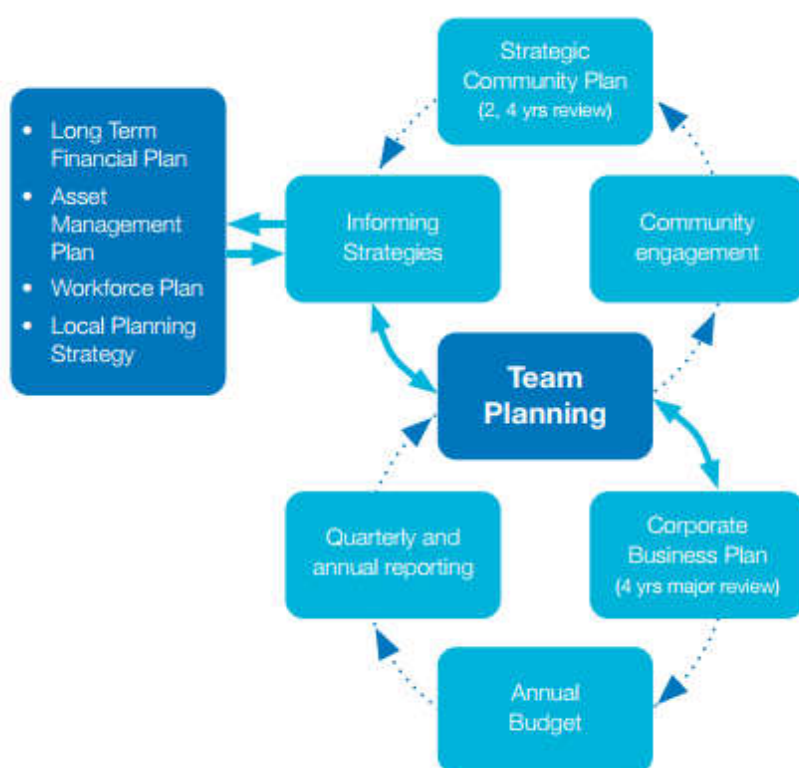 Strategic
Community Plan
(2, 4 yrs review)
• Long Term
Financial Plan
• Asset
Management
Plan
• Workforce Plan
• Local Planning
Strategy
Informing
Strategies
Community
engagement
Team
Planning
Quarterly and
annual reporting
Corporate
Business Plan
(4 yrs major review)
Annual
Budget